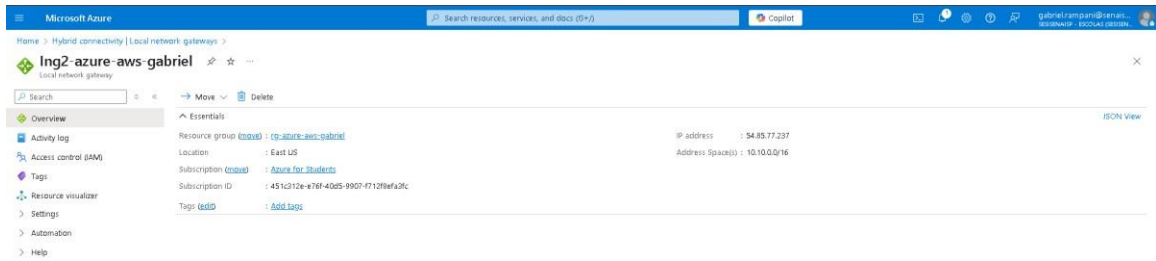 Microsoft Azure
Search resources, services, and docs (G+/)
Copilot
gabriel.rampani@senais...
Home > Hybrid connectivity | Local network gateways >
lng2-azure-aws-gabriel
Local network gateway
Search
Move
Delete
Overview
Activity log
Access control (IAM)
Tags
Resource visualizer
Settings
Automation
Help
Essentials
JSON View
Resource group (move) : rg-azure-aws-gabriel
Location : East US
Subscription (move) : Azure for Students
Subscription ID : 451c312e-e76f-40d5-9907-f712f8efa3fc
Tags (edit) : Add tags
IP address : 54.85.77.237
Address Space(s) : 10.10.0.0/16